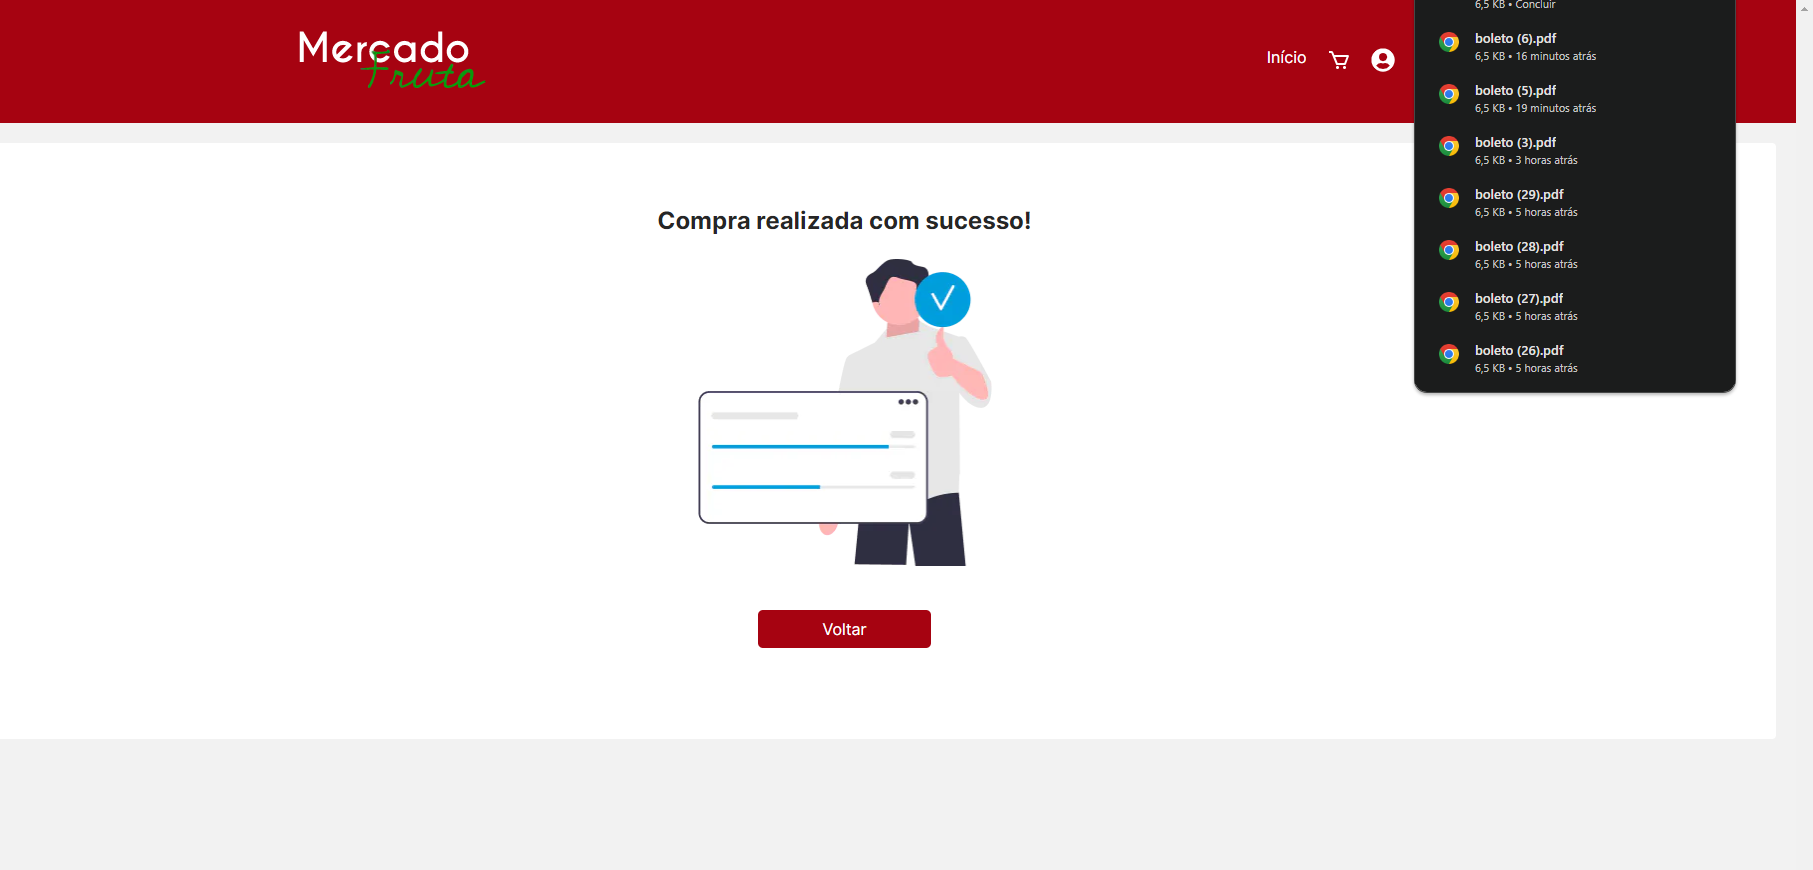 Mercado
Fruta
Início
6,5 KB • Concluir
boleto (6).pdf
6,5 KB • 16 minutos atrás
boleto (5).pdf
6,5 KB • 19 minutos atrás
boleto (3).pdf
6,5 KB • 3 horas atrás
boleto (29).pdf
6,5 KB • 5 horas atrás
boleto (28).pdf
6,5 KB • 5 horas atrás
boleto (27).pdf
6,5 KB • 5 horas atrás
boleto (26).pdf
6,5 KB • 5 horas atrás
Compra realizada com sucesso!
Voltar